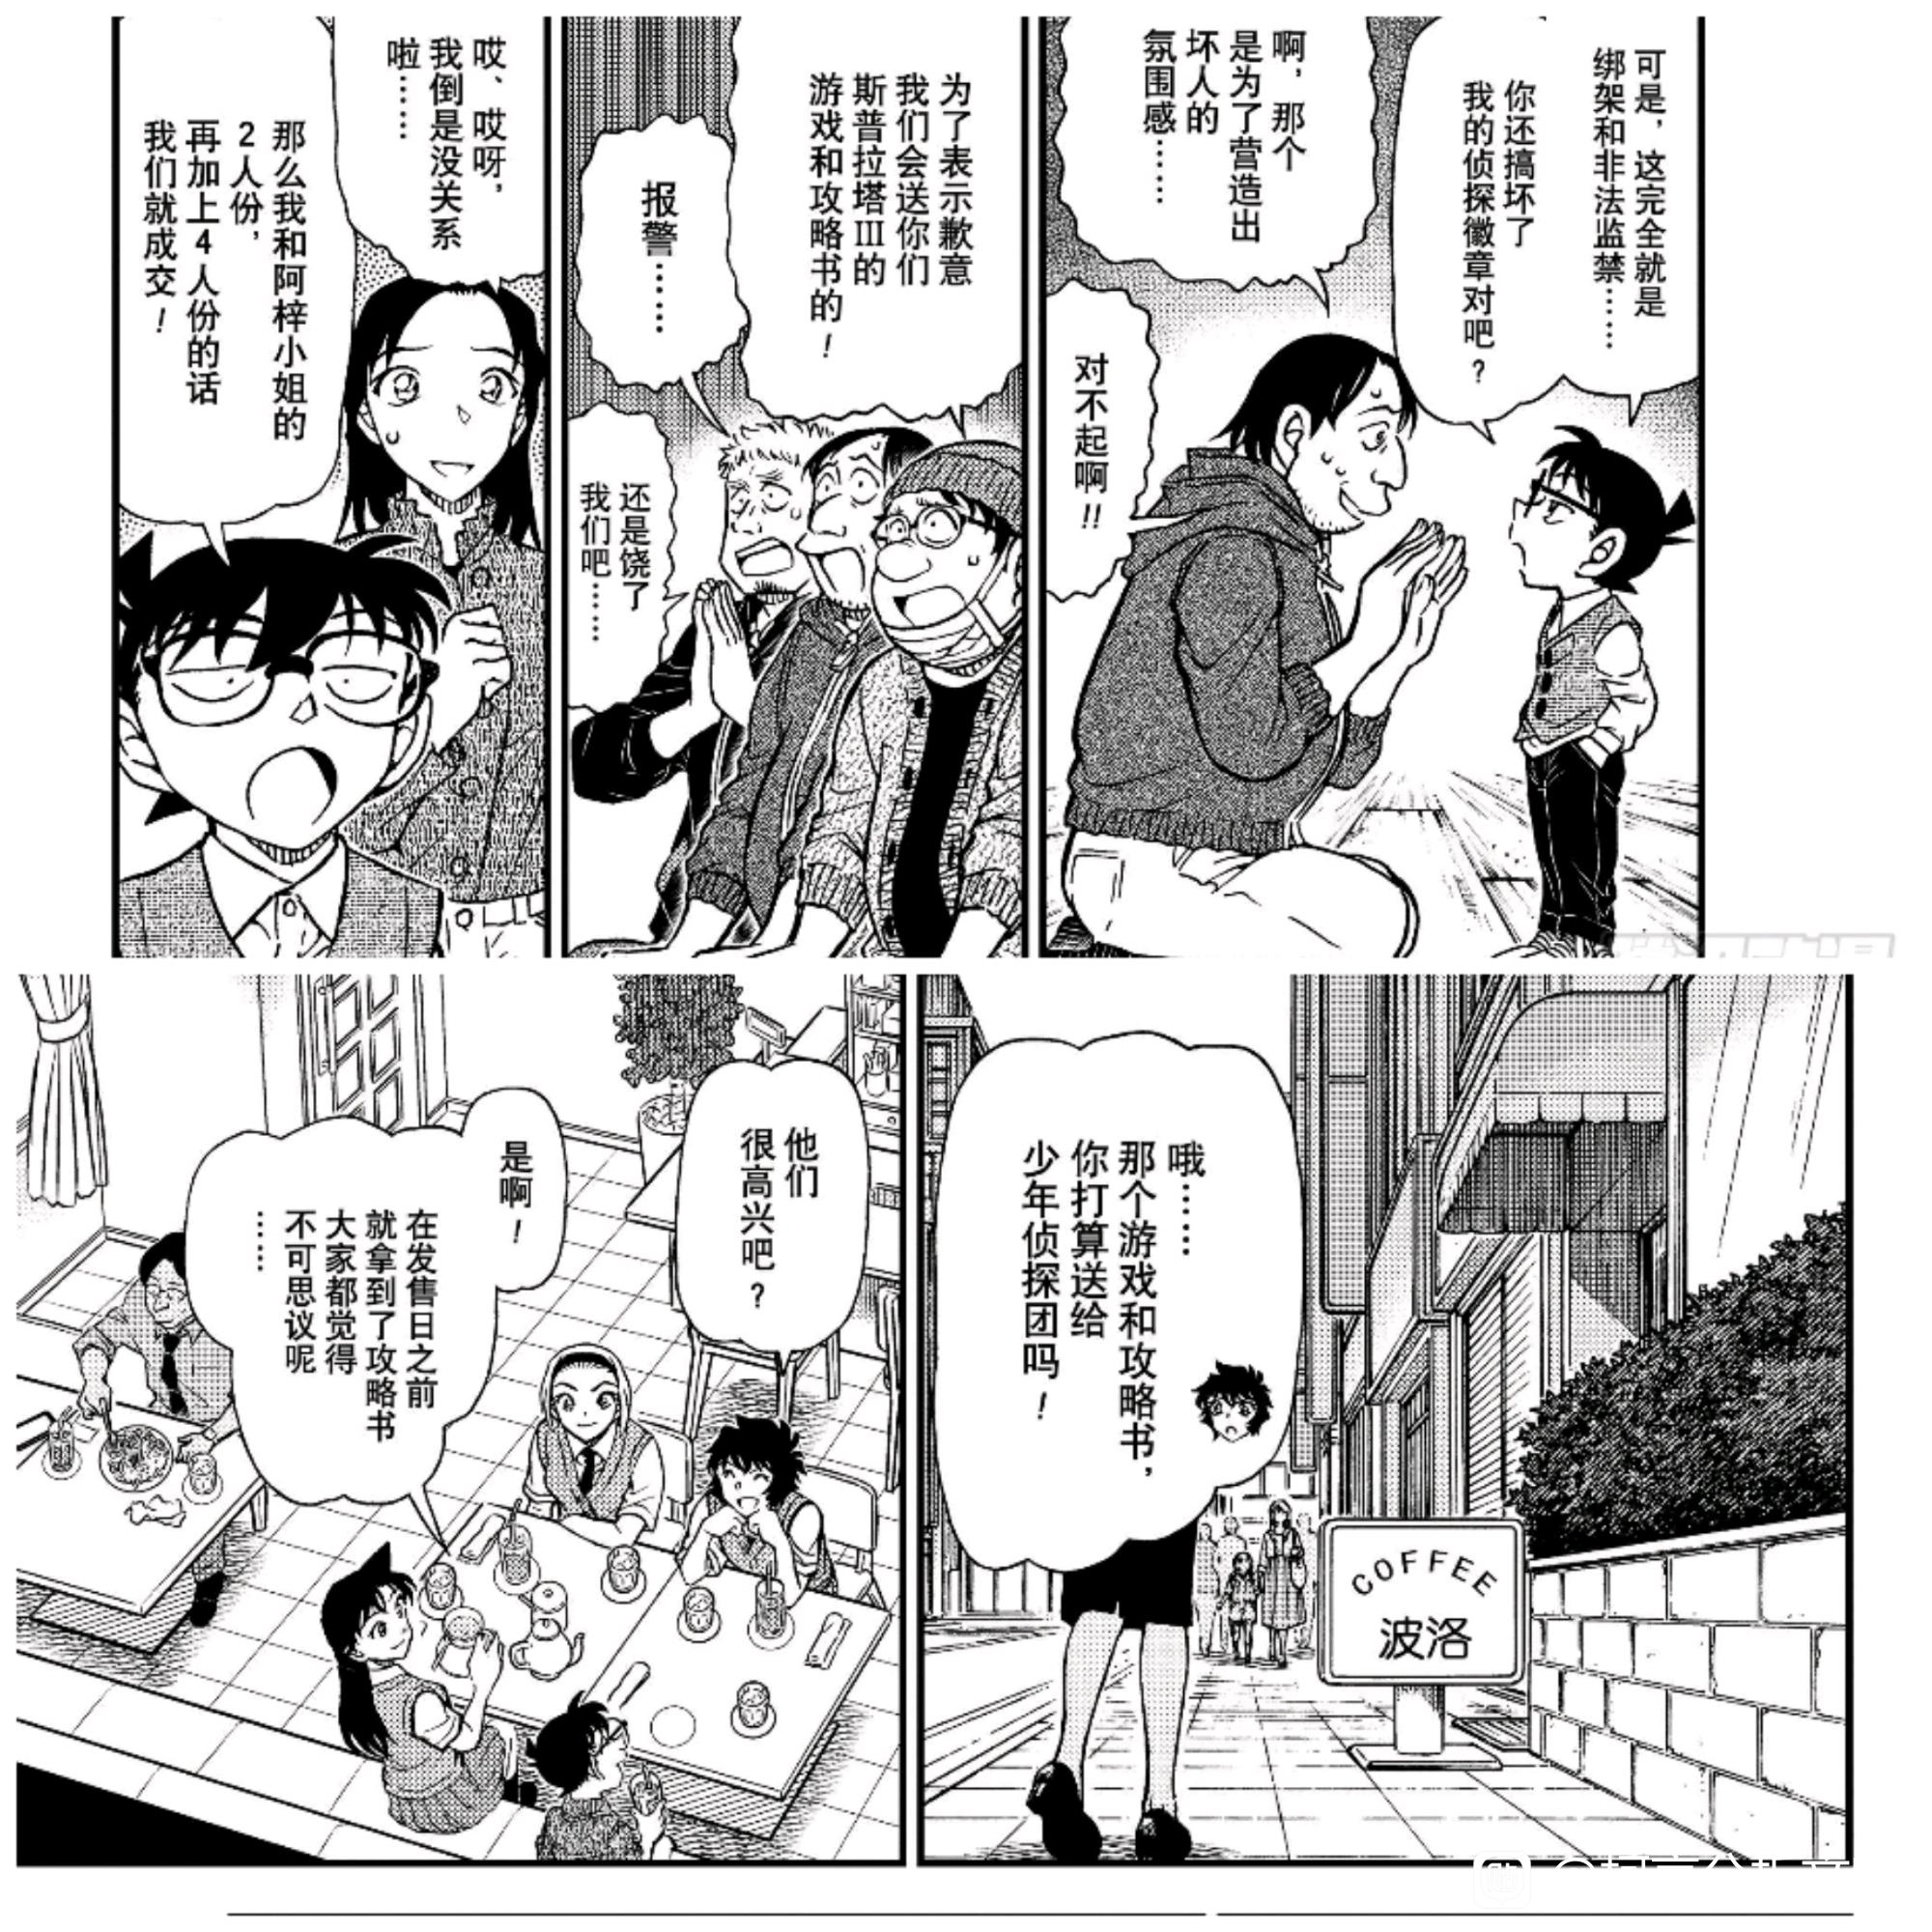 可是，这完全就是
绑架和非法监禁……
你还搞坏了
我的侦探徽章对吧？
啊，那个
是为了营造出
坏人的
氛围感……
对不起啊!!
为了表示歉意
我们会送你们
斯普拉塔III的
游戏和攻略书的！
报警……
还是饶了
我们吧……
哎、哎呀，
我倒是没关系
啦……
那么我和阿梓小姐的
2人份，
再加上4人份的话
我们就成交！
哦……
那个游戏和攻略书，
你打算送给
少年侦探团吗！
COFFEE
波洛
他们
很高兴吧？
是啊！
在发售日之前
就拿到了攻略书
大家都觉得
不可思议呢
……